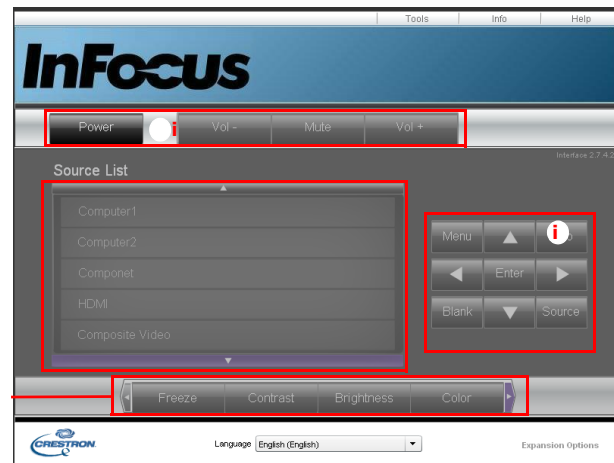 Tools Info Help
InFocus
Power i Vol - Mute Vol +
Interface 2.7.4.2
Source List
Computer1
Computer2
Componet
HDMI
Composite Video
Menu i
Enter
Blank Source
Freeze Contrast Brightness Color
CRESTRON
Language English (English)
Expansion Options